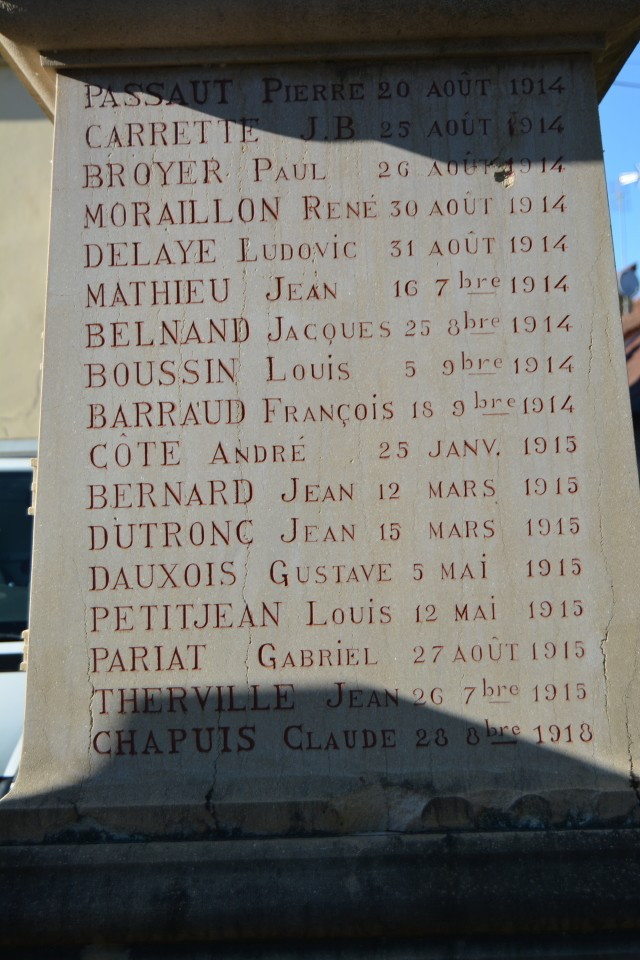 PASSAUT PIERRE 20 AOÛT 1914
CARRETTE J.B 25 AOÛT 1914
BROYER PAUL 26 AOÛT 1914
MORAILLON RENÉ 30 AOÛT 1914
DELAYE LUDOVIC 31 AOÛT 1914
MATHIEU JEAN 16 7bre 1914
BELNAND JACQUES 25 8bre 1914
BOUSSIN LOUIS 5 9bre 1914
BARRAUD FRANÇOIS 18 9bre 1914
CÔTE ANDRÉ 25 JANV. 1915
BERNARD JEAN 12 MARS 1915
DUTRONC JEAN 15 MARS 1915
DAUXOIS GUSTAVE 5 MAI 1915
PETITJEAN LOUIS 12 MAI 1915
PARIAT GABRIEL 27 AOÛT 1915
THERVILLE JEAN 26 7bre 1915
CHAPUIS CLAUDE 28 8bre 1918